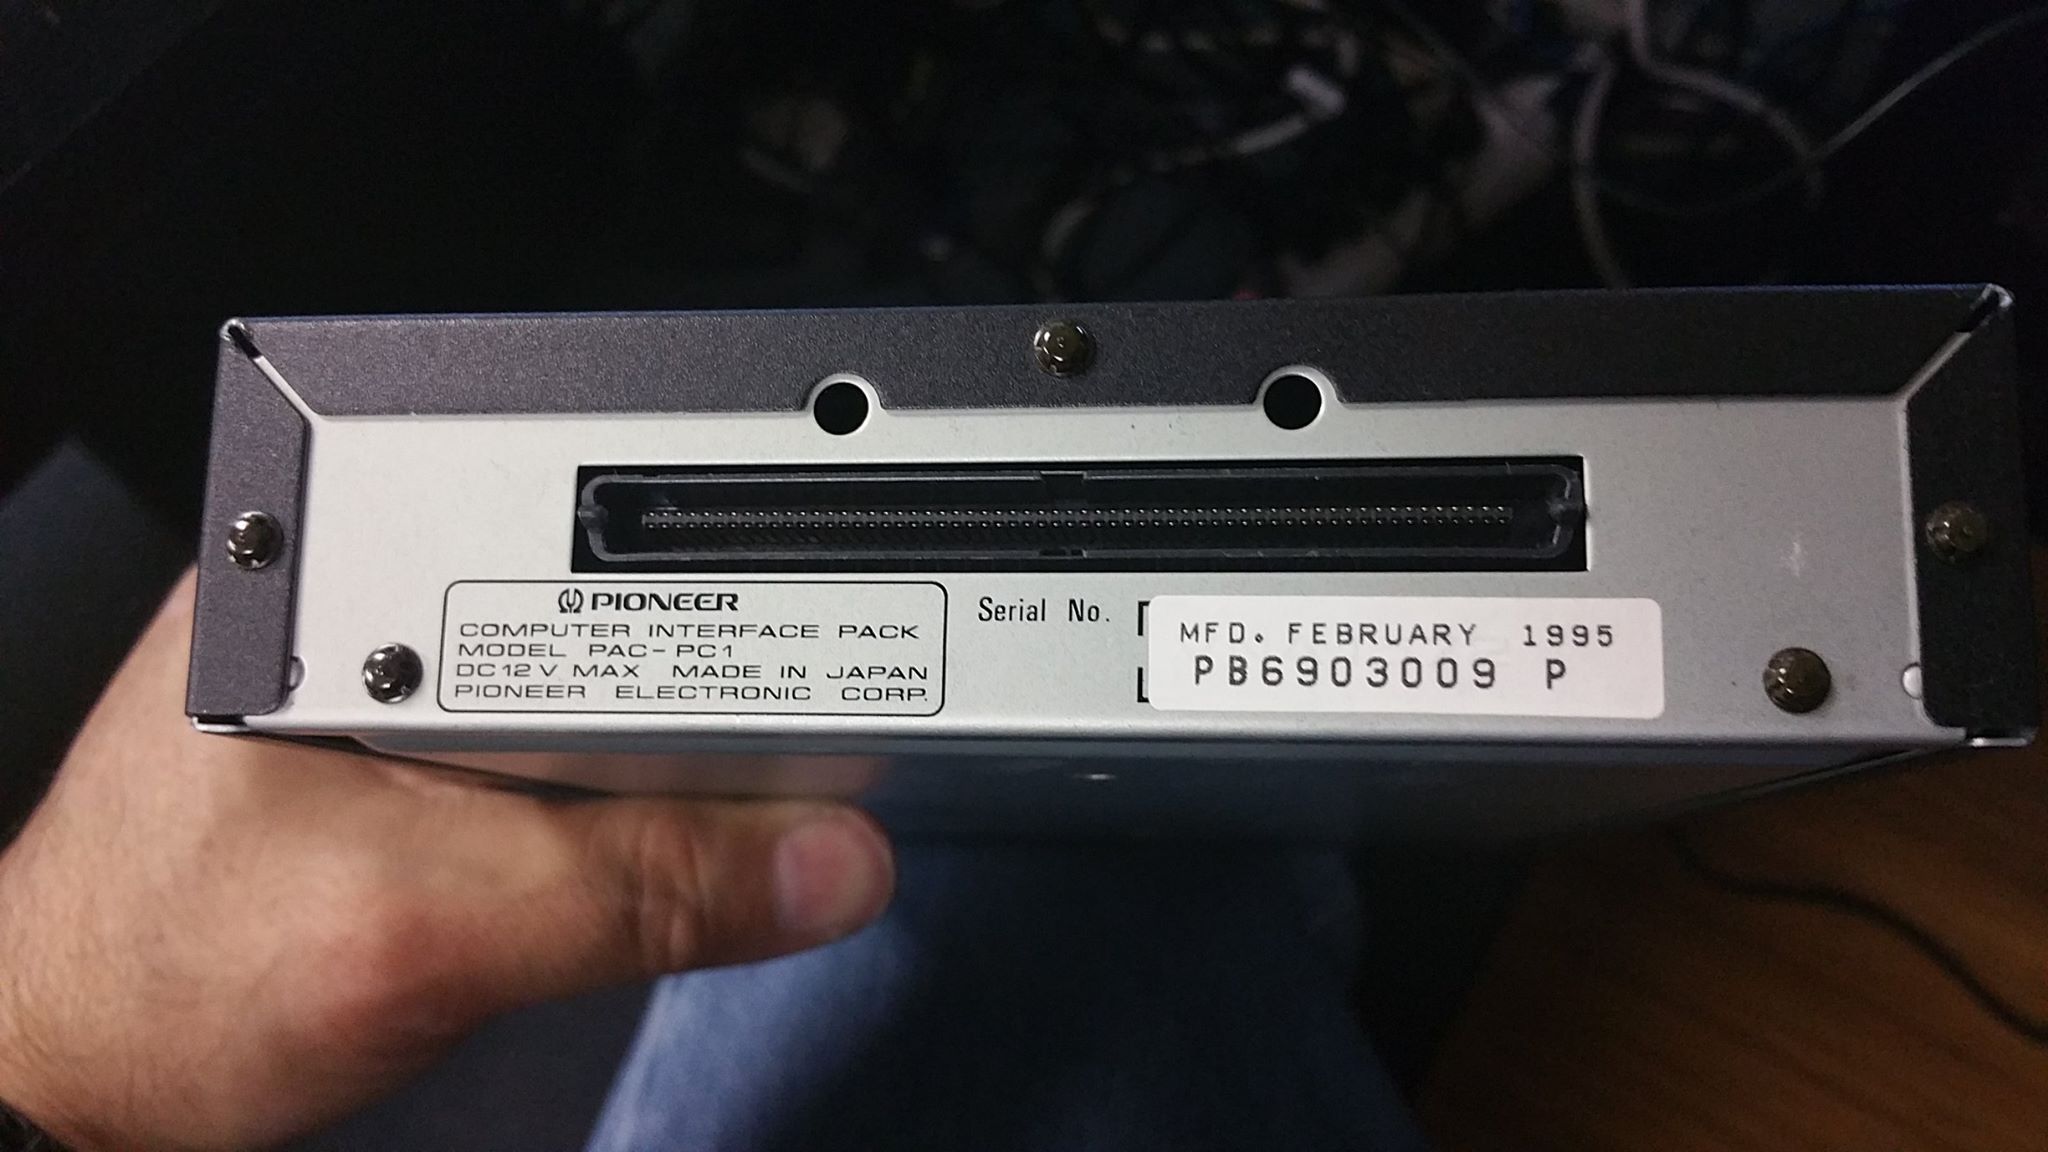 PIONEER
COMPUTER INTERFACE PACK
MODEL PAC-PC1
DC12V MAX MADE IN JAPAN
PIONEER ELECTRONIC CORP.
Serial No.
MFD. FEBRUARY 1995
PB6903009 P